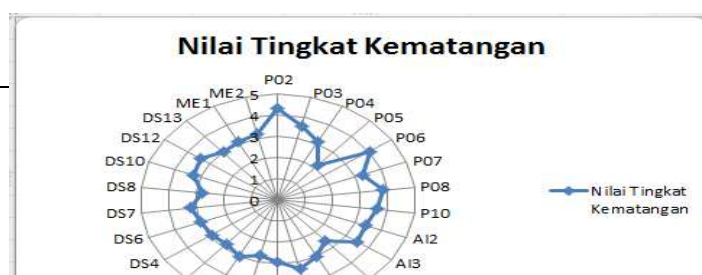 Nilai Tingkat Kematangan
PO2
PO3
PO4
PO5
PO6
PO7
PO8
P10
AI2
AI3
DS4
DS6
DS7
DS8
DS10
DS12
DS13
ME1
ME2
5
4
3
2
1
0
Nilai Tingkat
Kematangan